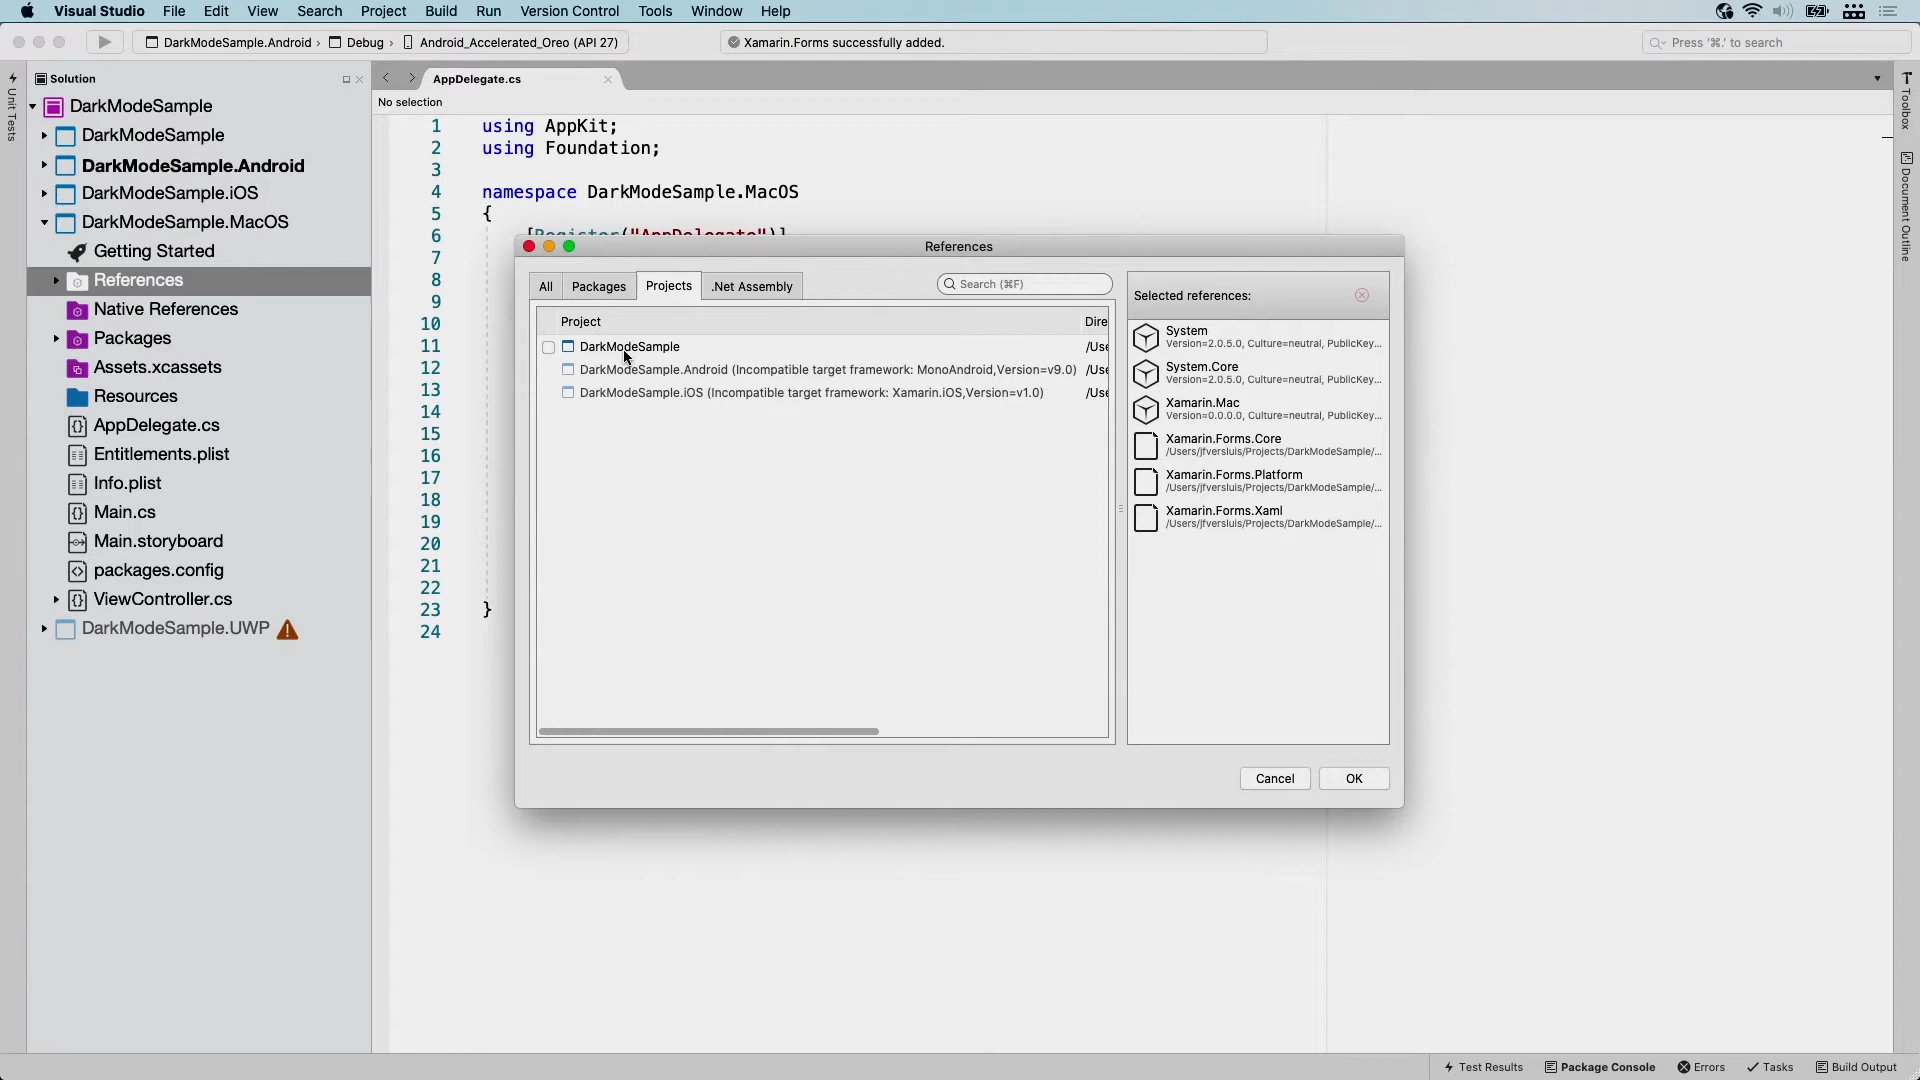 Visual Studio File Edit View Search Project Build Run Version Control Tools Window Help
DarkModeSample.Android › Debug › Android_Accelerated_Oreo (API 27)
Xamarin.Forms successfully added.
Press '⌘.' to search
Unit Tests
Solution
DarkModeSample
DarkModeSample
DarkModeSample.Android
DarkModeSample.iOS
DarkModeSample.MacOS
Getting Started
References
Native References
Packages
Assets.xcassets
Resources
AppDelegate.cs
Entitlements.plist
Info.plist
Main.cs
Main.storyboard
packages.config
ViewController.cs
DarkModeSample.UWP
AppDelegate.cs
No selection
1 using AppKit;
2 using Foundation;
3
4 namespace DarkModeSample.MacOS
5 {
6 [Register("AppDelegate")]
7
8
9
10
11
12
13
14
15
16
17
18
19
20
21
22
23 }
24
References
All Packages Projects .Net Assembly
Search (⌘F)
Project Dire
DarkModeSample /Use
DarkModeSample.Android (Incompatible target framework: MonoAndroid,Version=v9.0) /Use
DarkModeSample.iOS (Incompatible target framework: Xamarin.iOS,Version=v1.0) /Use
Selected references:
System
Version=2.0.5.0, Culture=neutral, PublicKey...
System.Core
Version=2.0.5.0, Culture=neutral, PublicKey...
Xamarin.Mac
Version=0.0.0.0, Culture=neutral, PublicKey...
Xamarin.Forms.Core
/Users/jfversluis/Projects/DarkModeSample/...
Xamarin.Forms.Platform
/Users/jfversluis/Projects/DarkModeSample/...
Xamarin.Forms.Xaml
/Users/jfversluis/Projects/DarkModeSample/...
Cancel OK
Toolbox
Document Outline
Test Results Package Console Errors Tasks Build Output